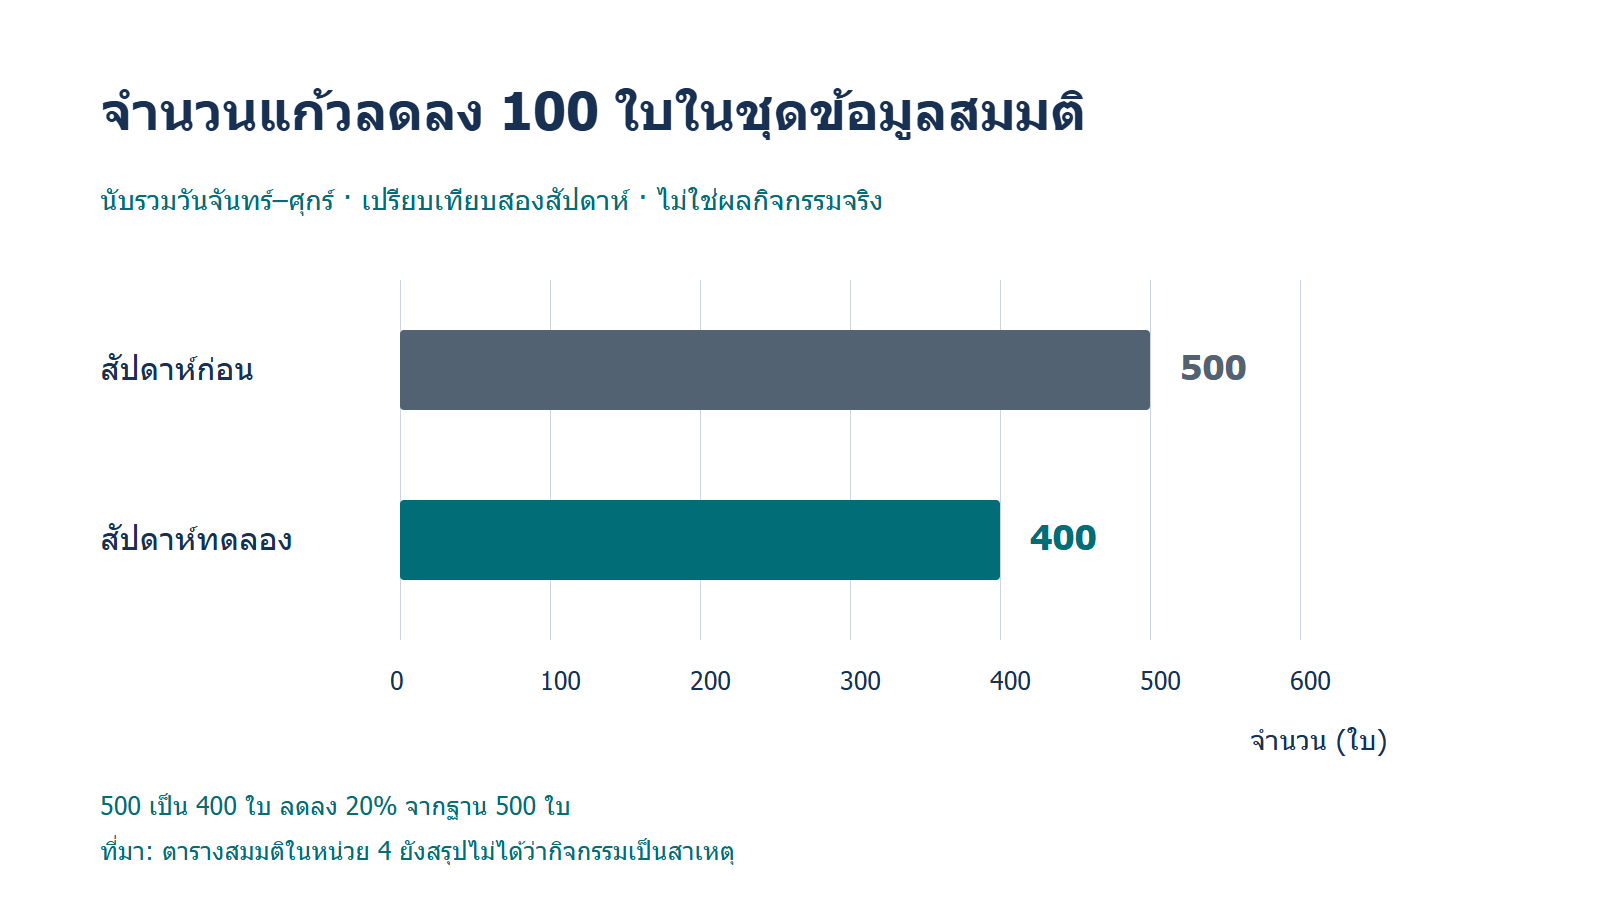 จำนวนแก้วลดลง 100 ใบในชุดข้อมูลสมมติ
นับรวมวันจันทร์–ศุกร์ · เปรียบเทียบสองสัปดาห์ · ไม่ใช่ผลกิจกรรมจริง
สัปดาห์ก่อน 500
สัปดาห์ทดลอง 400
0 100 200 300 400 500 600
จำนวน (ใบ)
500 เป็น 400 ใบ ลดลง 20% จากฐาน 500 ใบ
ที่มา: ตารางสมมติในหน่วย 4 ยังสรุปไม่ได้ว่ากิจกรรมเป็นสาเหตุ